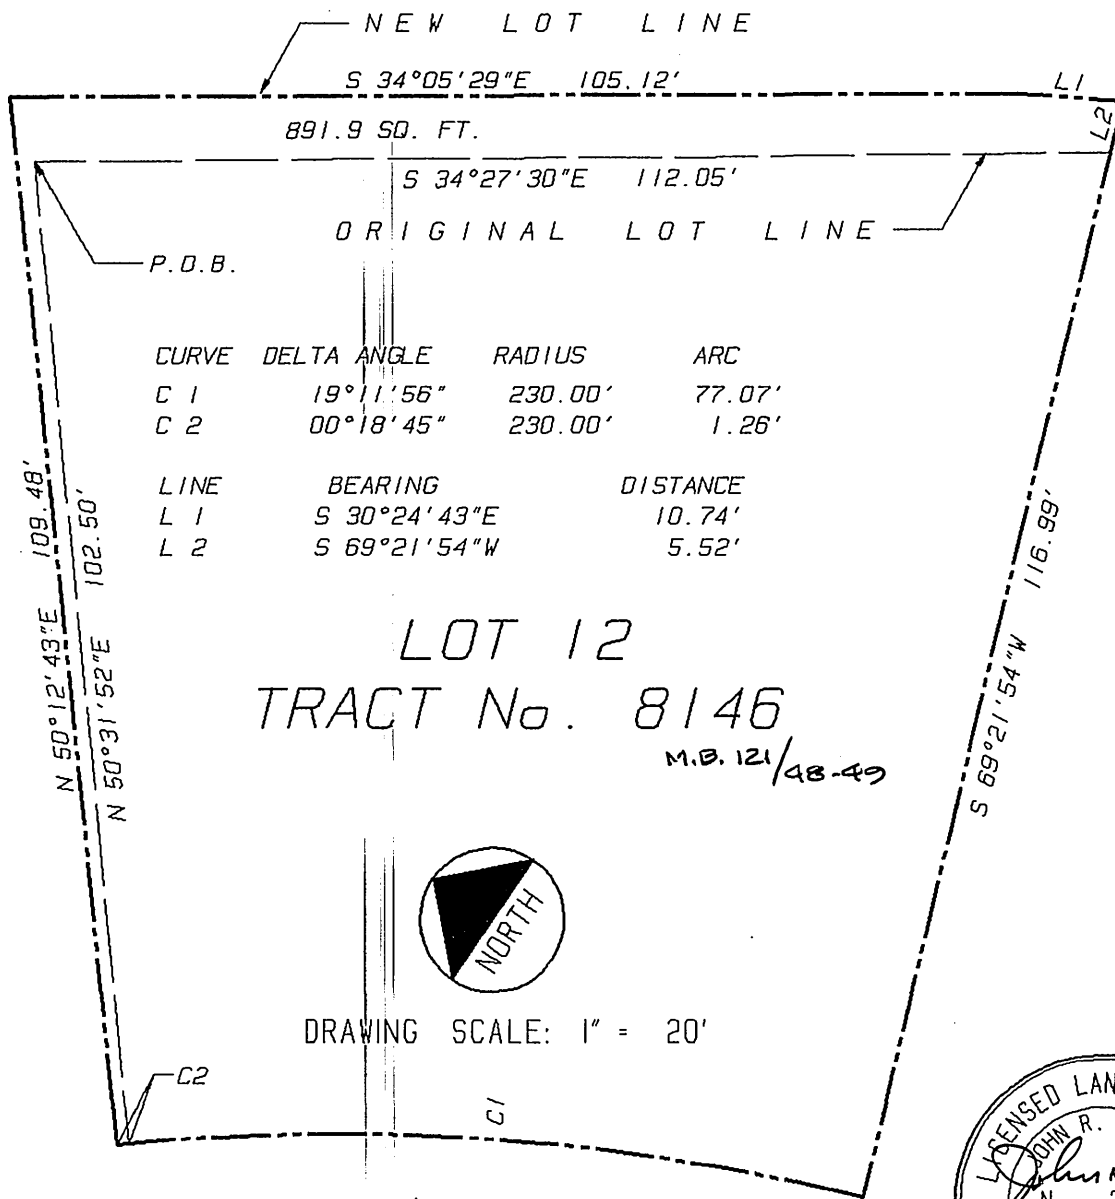 NEW LOT LINE
S 34°05'29"E 105.12'
L1
L2
891.9 SQ. FT.
S 34°27'30"E 112.05'
ORIGINAL LOT LINE
P.O.B.
CURVE DELTA ANGLE RADIUS ARC
C 1 19°11'56" 230.00' 77.07'
C 2 00°18'45" 230.00' 1.26'
LINE BEARING DISTANCE
L 1 S 30°24'43"E 10.74'
L 2 S 69°21'54"W 5.52'
N 50°12'43"E 109.48'
N 50°31'52"E 102.50'
S 69°21'54"W 116.99'
LOT 12
TRACT No. 8146
M.B. 121/48-49
NORTH
DRAWING SCALE: 1" = 20'
C2
C1
LICENSED LAN
JOHN R.
John